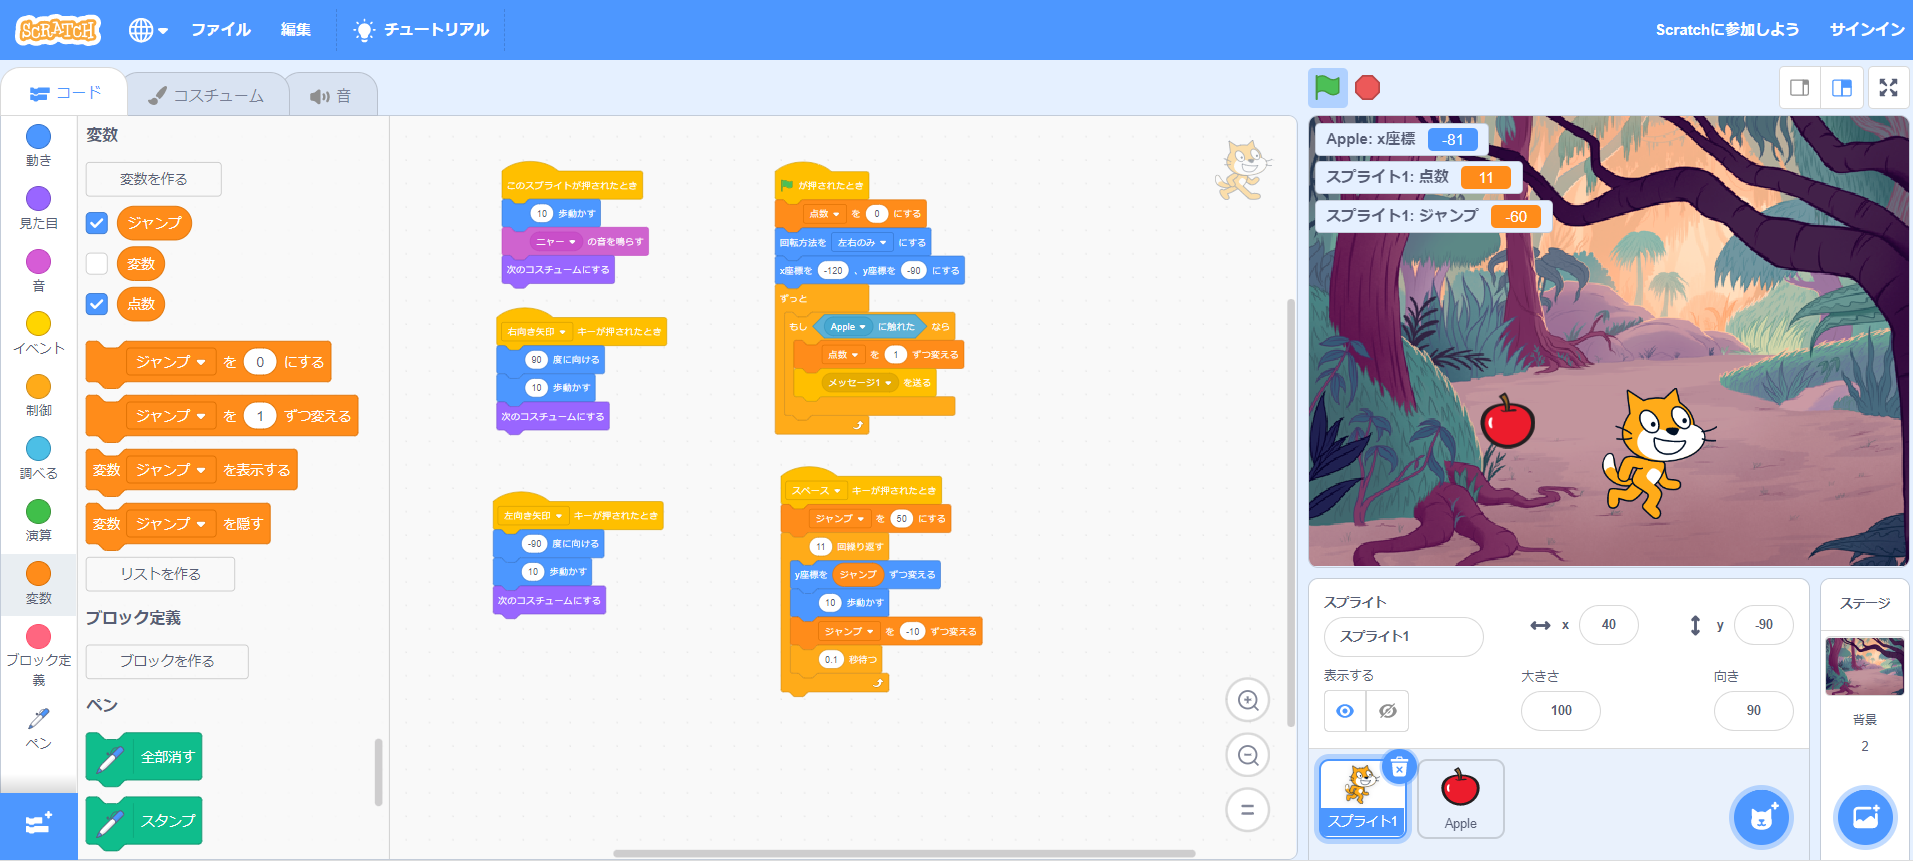 SCRATCH ファイル 編集 チュートリアル Scratchに参加しよう サインイン
コード コスチューム 音
動き
見た目
音
イベント
制御
調べる
演算
変数
ブロック定
義
ペン
変数
変数を作る
ジャンプ
変数
点数
ジャンプ を 0 にする
ジャンプ を 1 ずつ変える
変数 ジャンプ を表示する
変数 ジャンプ を隠す
リストを作る
ブロック定義
ブロックを作る
ペン
全部消す
スタンプ
このスプライトが押されたとき
10 歩動かす
ニャー の音を鳴らす
次のコスチュームにする
右向き矢印 キーが押されたとき
90 度に向ける
10 歩動かす
次のコスチュームにする
左向き矢印 キーが押されたとき
-90 度に向ける
10 歩動かす
次のコスチュームにする
が押されたとき
点数 を 0 にする
回転方法を 左右のみ にする
x座標を -120 、y座標を -90 にする
ずっと
もし Apple に触れた なら
点数 を 1 ずつ変える
メッセージ1 を送る
スペース キーが押されたとき
ジャンプ を 50 にする
11 回繰り返す
y座標を ジャンプ ずつ変える
10 歩動かす
ジャンプ を -10 ずつ変える
0.1 秒待つ
Apple: x座標 -81
スプライト1: 点数 11
スプライト1: ジャンプ -60
スプライト
スプライト1 x 40 y -90
表示する 大きさ 向き
100 90
スプライト1 Apple
ステージ
背景
2